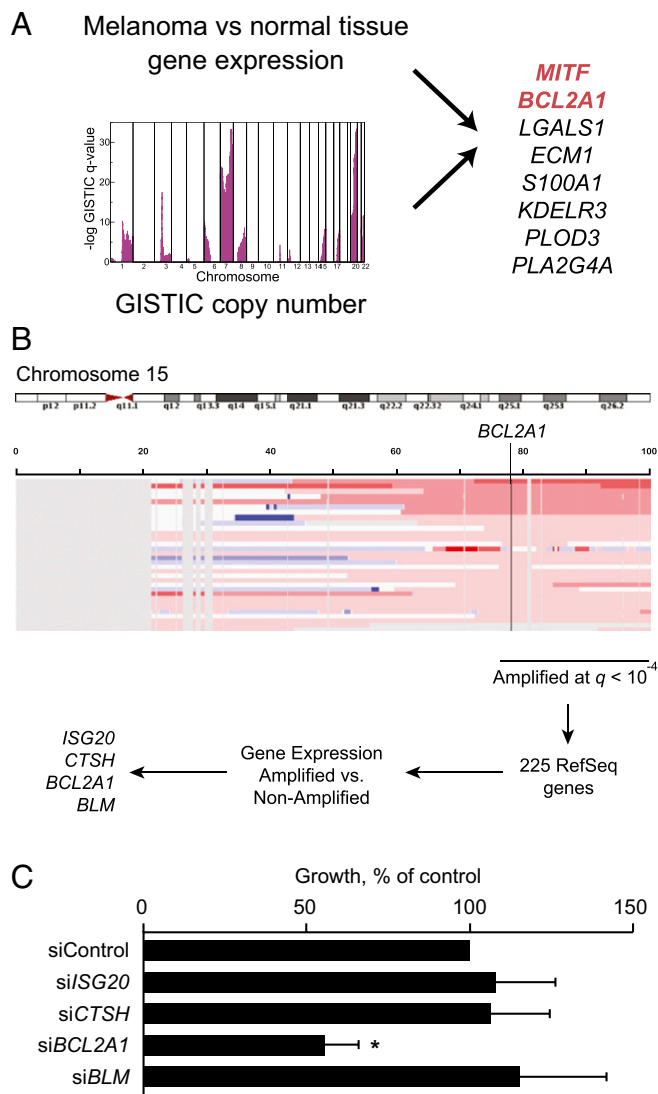 A
Melanoma vs normal tissue
gene expression
MITF
BCL2A1
LGALS1
ECM1
S100A1
KDELR3
PLOD3
PLA2G4A
-log GISTIC q-value
30
20
10
0
1 2 3 4 5 6 7 8 9 10 11 12 13 1415 17 20 22
Chromosome
GISTIC copy number
B
Chromosome 15
p12 p11.2 q11.1 q12 q13.3 q14 q15.1 q21.1 q21.3 q22.2 q22.32 q24.1 q25.1 q253 q26.2
BCL2A1
0 20 40 60 80 100
Amplified at q < 10-4
225 RefSeq
genes
Gene Expression
Amplified vs.
Non-Amplified
ISG20
CTSH
BCL2A1
BLM
C
Growth, % of control
0 50 100 150
siControl
siISG20
siCTSH
siBCL2A1 *
siBLM